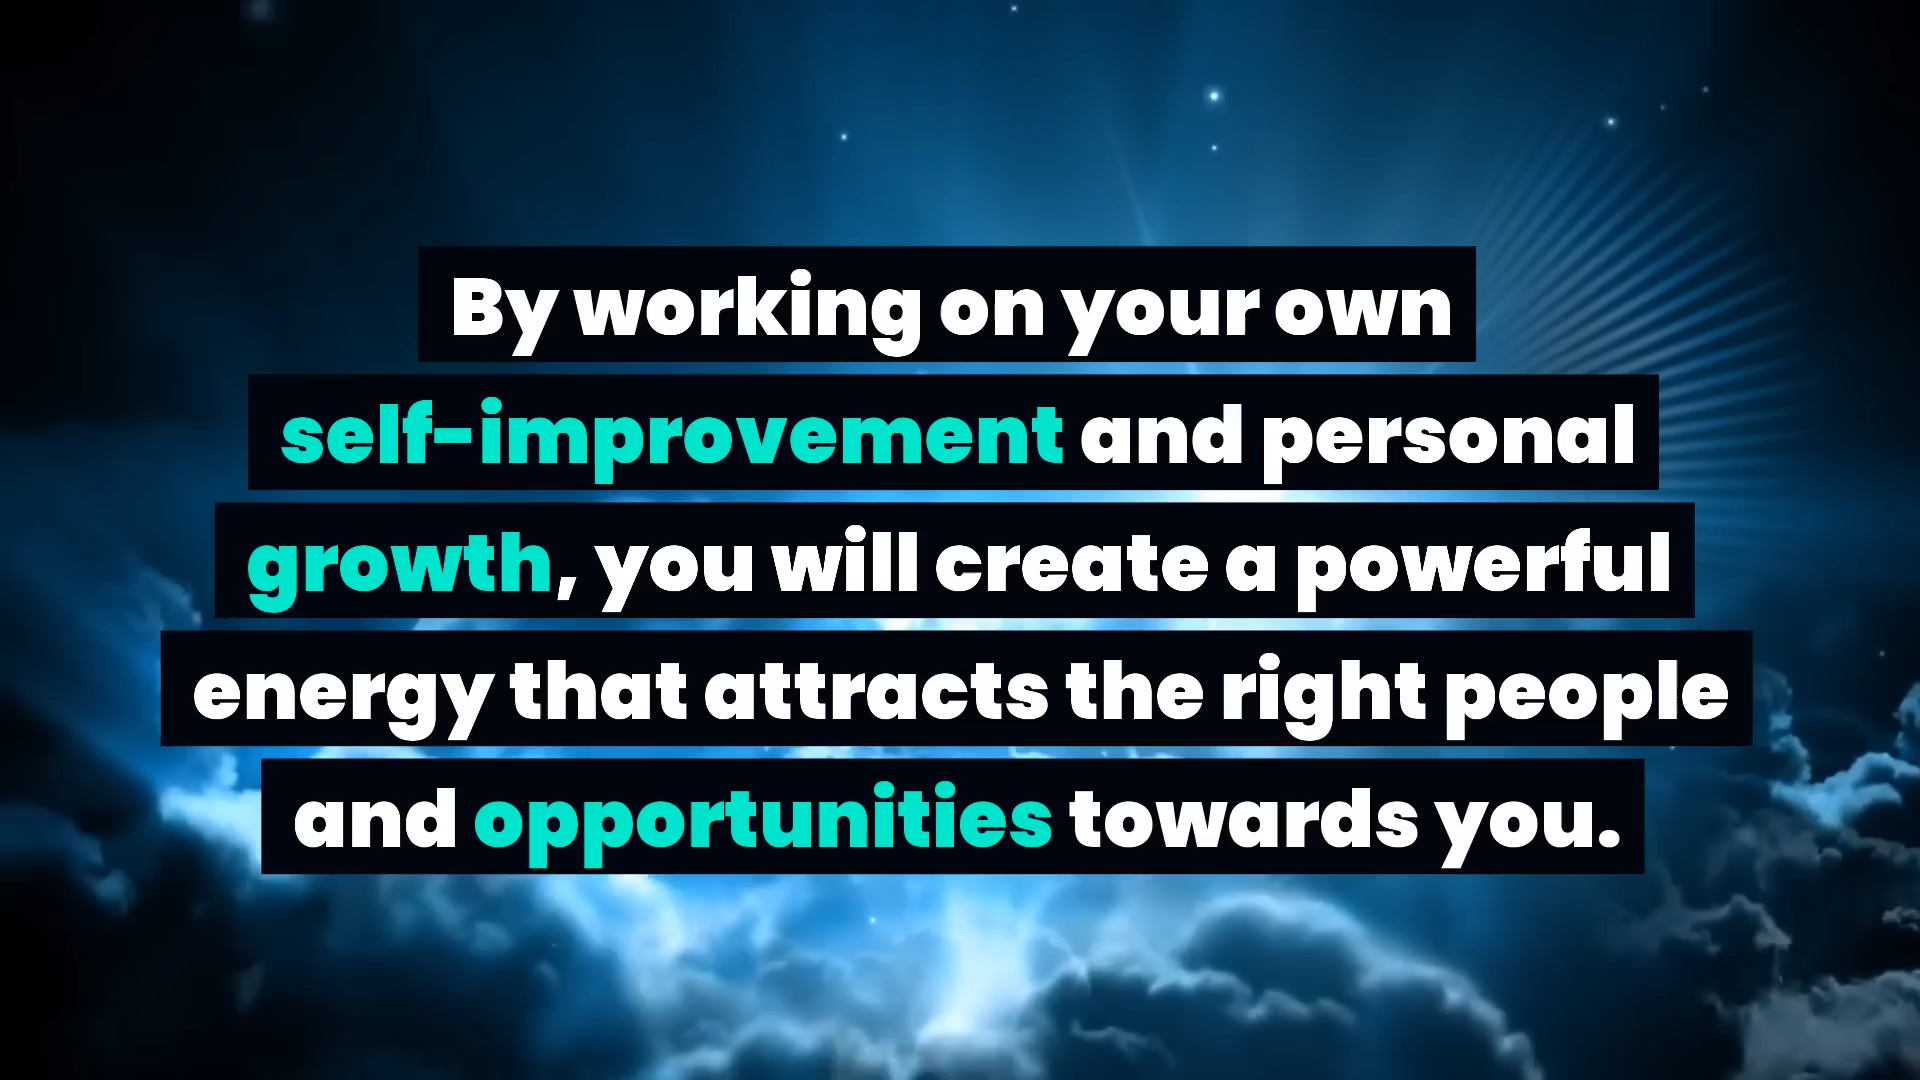 By working on your own
self-improvement and personal
growth, you will create a powerful
energy that attracts the right people
and opportunities towards you.